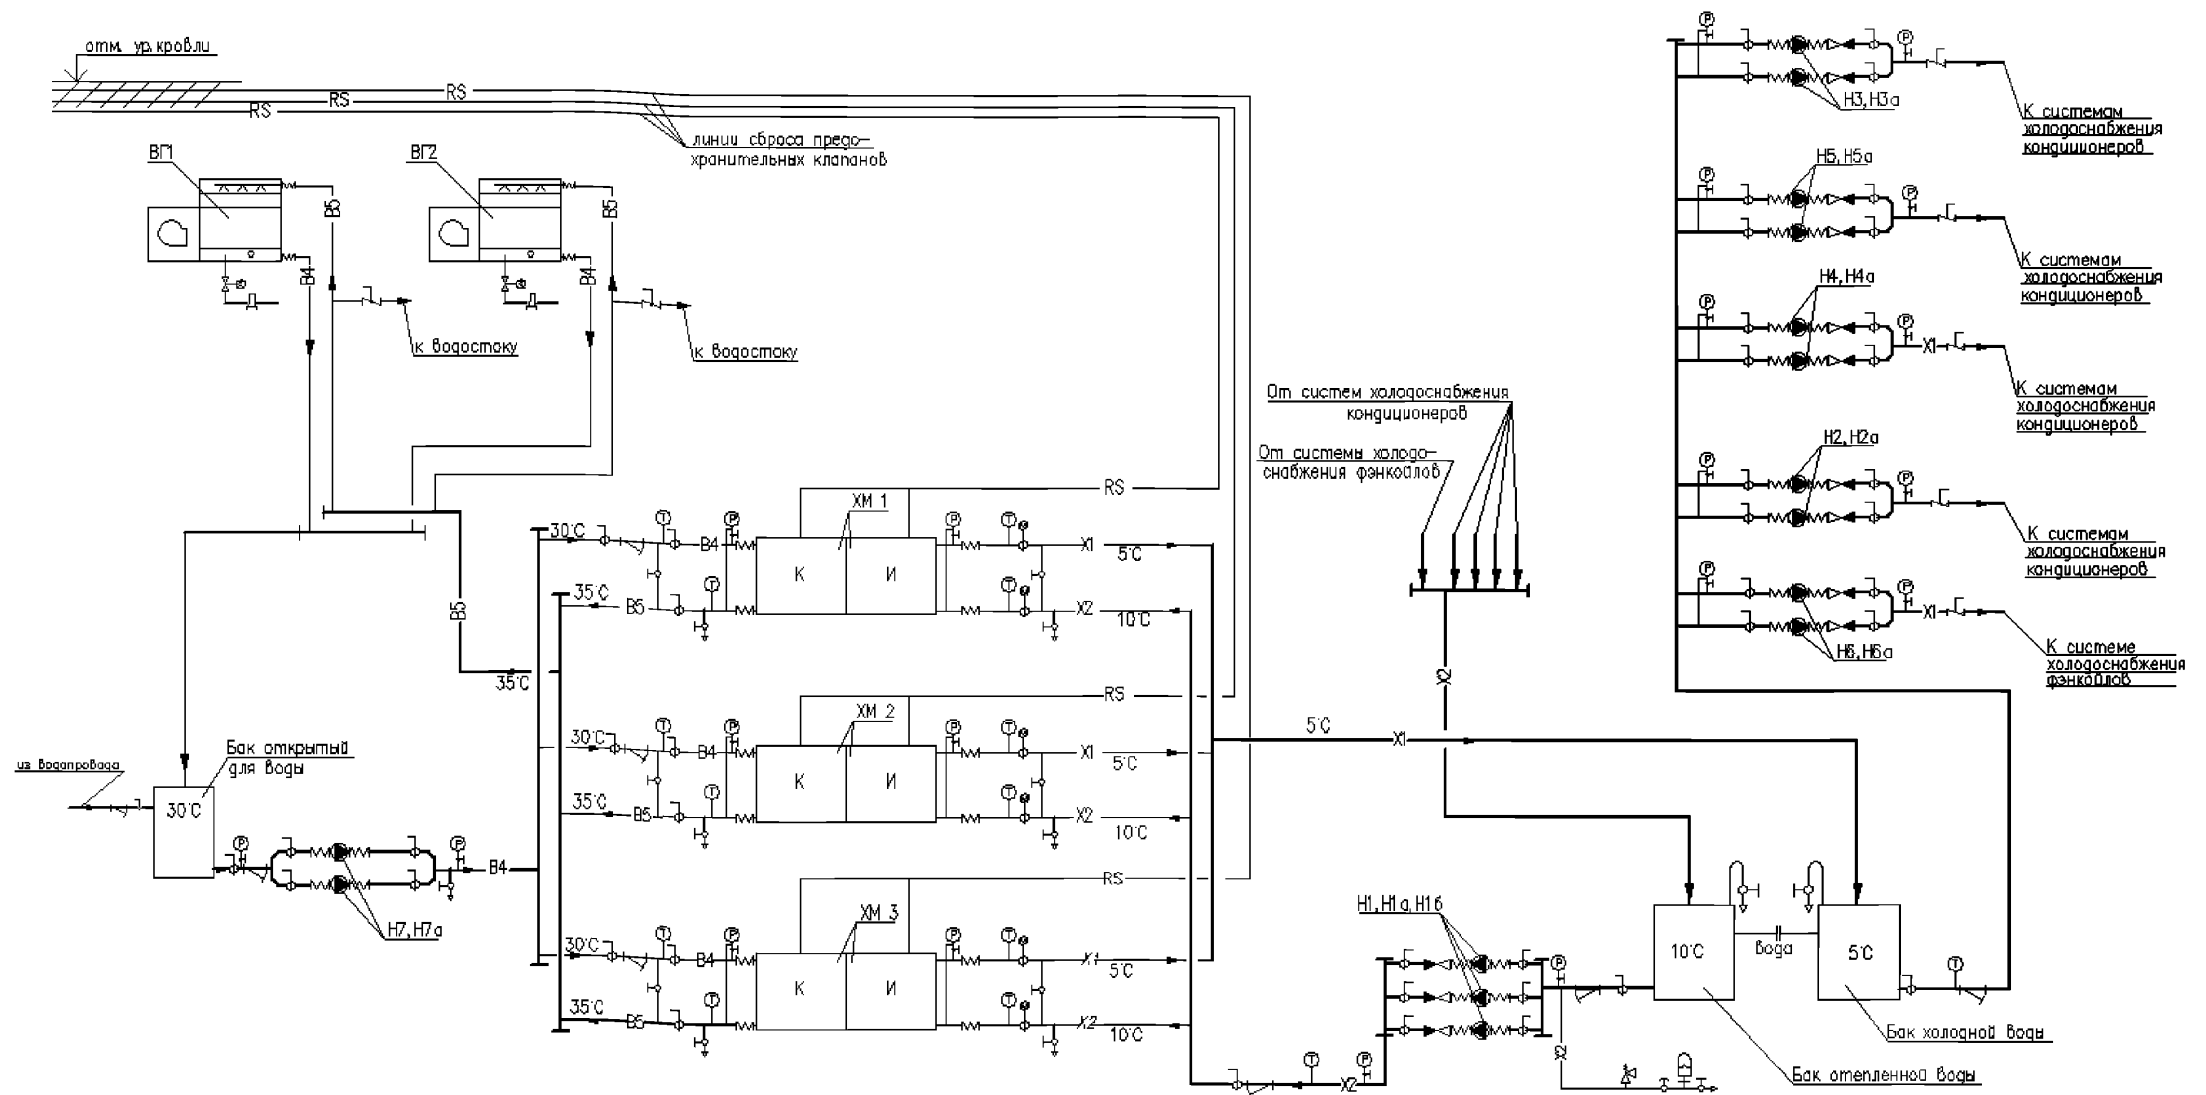 отм. ур.кровли
RS
RS
RS
линии сброса предо-
хранительных клапанов
ВГ1
ВГ2
В5
В4
В5
В4
к водостоку
к водостоку
Н3,Н3а
К системам
холодоснабжения
кондиционеров
Н5,Н5а
К системам
холодоснабжения
кондиционеров
Н4,Н4а
Х1
К системам
холодоснабжения
кондиционеров
Н2,Н2а
К системам
холодоснабжения
кондиционеров
Н6,Н6а
Х1
К системе
холодоснабжения
фэнкойлов
От систем холодоснабжения
кондиционеров
От системы холодо-
снабжения фэнкойлов
Х2
RS
ХМ 1
30°С
Т
В4
Р
К
И
Р
Т
Х1
5°С
35°С
В5
Т
Т
Х2
10°С
В5
35°С
RS
ХМ 2
30°С
Т
В4
Р
К
И
Р
Т
Х1
5°С
35°С
В5
Т
Т
Х2
10°С
5°С
Х1
RS
ХМ 3
30°С
Т
В4
Р
К
И
Р
Т
Х1
5°С
35°С
В5
Т
Т
Х2
10°С
из водопровода
Бак открытый
для воды
30°С
Р
Р
В4
Н7,Н7а
Н1,Н1а,Н1б
Р
Х2
Т
Р
Х2
10°С
вода
5°С
Т
Бак холодной воды
Бак отепленной воды
Р
Р
Р
Р
Р
Р
Р
Р
Р
Р